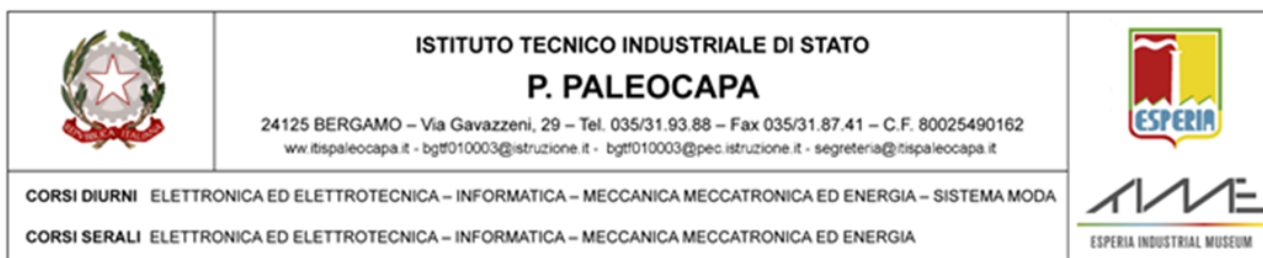 REPVBBLICA ITALIANA
ISTITUTO TECNICO INDUSTRIALE DI STATO
P. PALEOCAPA
24125 BERGAMO – Via Gavazzeni, 29 – Tel. 035/31.93.88 – Fax 035/31.87.41 – C.F. 80025490162
ww.itispaleocapa.it - bgtf010003@istruzione.it - bgtf010003@pec.istruzione.it - segreteria@itispaleocapa.it
ESPERIA
CORSI DIURNI ELETTRONICA ED ELETTROTECNICA – INFORMATICA – MECCANICA MECCATRONICA ED ENERGIA – SISTEMA MODA
CORSI SERALI ELETTRONICA ED ELETTROTECNICA – INFORMATICA – MECCANICA MECCATRONICA ED ENERGIA
ESPERIA INDUSTRIAL MUSEUM